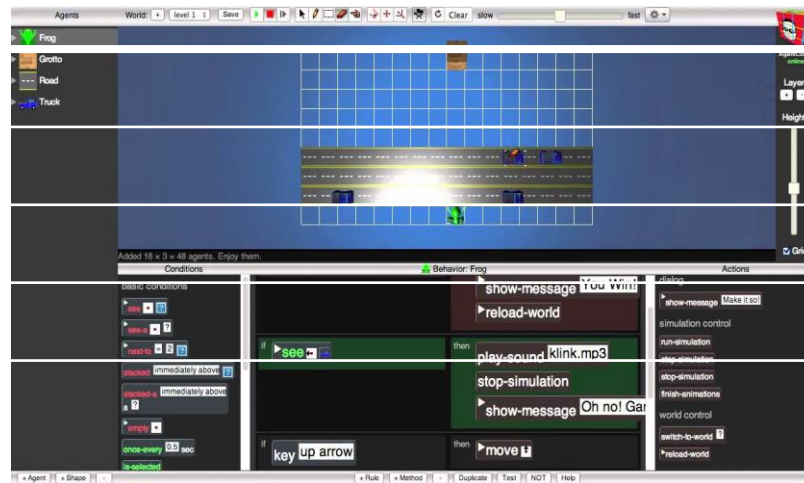 Agents World: + level 1 Save slow fast
Clear
Frog
Grotto
Road
Truck
online
Layer
+ -
Height
Grid
Added 16 × 3 = 48 agents. Enjoy them.
Conditions Behavior: Frog Actions
basic conditions
see ?
see-a ?
next-to = 2 ?
stacked immediately above ?
stacked-a immediately above
a ?
empty
once-every 0.5 sec
is-selected
show-message You Win!
reload-world
if see then play-sound klink.mp3
stop-simulation
show-message Oh no! Gar
if key up arrow then move
dialog
show-message Make it so!
simulation control
run-simulation
stop-simulation
finish-animations
world control
switch-to-world ?
reload-world
+ Agent + Shape - + Rule + Method - Duplicate Test NOT Help